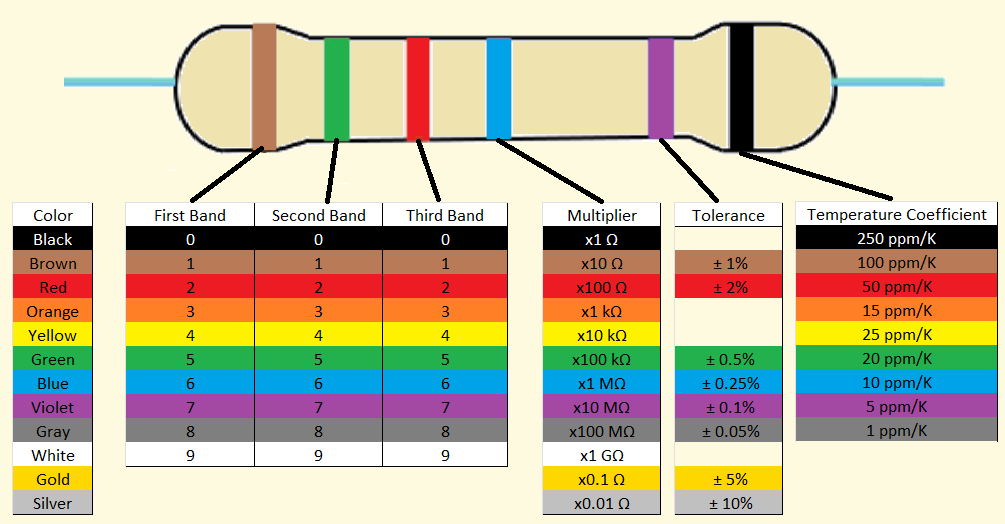 Color First Band Second Band Third Band Multiplier Tolerance Temperature Coefficient
Black 0 0 0 x1 Ω 250 ppm/K
Brown 1 1 1 x10 Ω ± 1% 100 ppm/K
Red 2 2 2 x100 Ω ± 2% 50 ppm/K
Orange 3 3 3 x1 kΩ 15 ppm/K
Yellow 4 4 4 x10 kΩ 25 ppm/K
Green 5 5 5 x100 kΩ ± 0.5% 20 ppm/K
Blue 6 6 6 x1 MΩ ± 0.25% 10 ppm/K
Violet 7 7 7 x10 MΩ ± 0.1% 5 ppm/K
Gray 8 8 8 x100 MΩ ± 0.05% 1 ppm/K
White 9 9 9 x1 GΩ
Gold x0.1 Ω ± 5%
Silver x0.01 Ω ± 10%